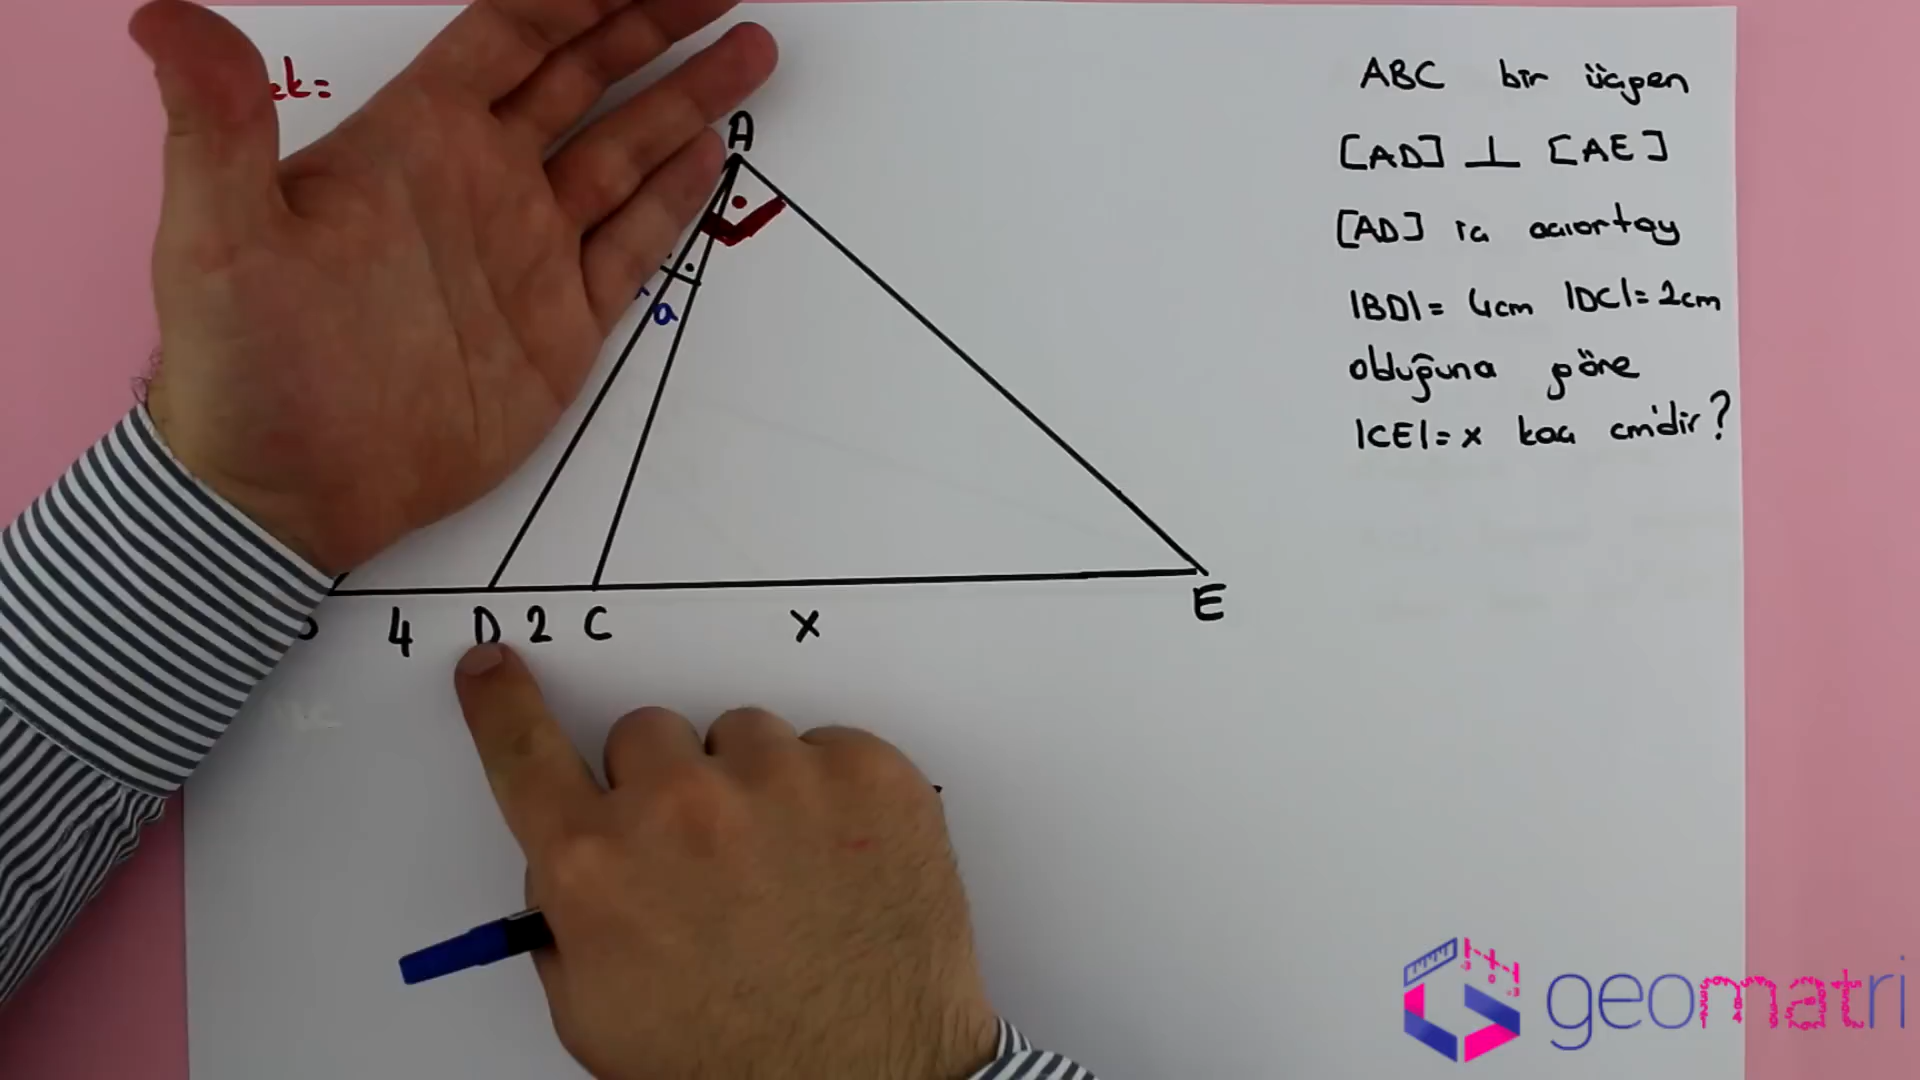 A
a
4 D 2 C x E
ABC bir üçgen
[AD] ⊥ [AE]
[AD] iç açıortay
|BD|= 4cm |DC|= 2cm
olduğuna göre
|CE|= x kaç cm'dir?
geomatri